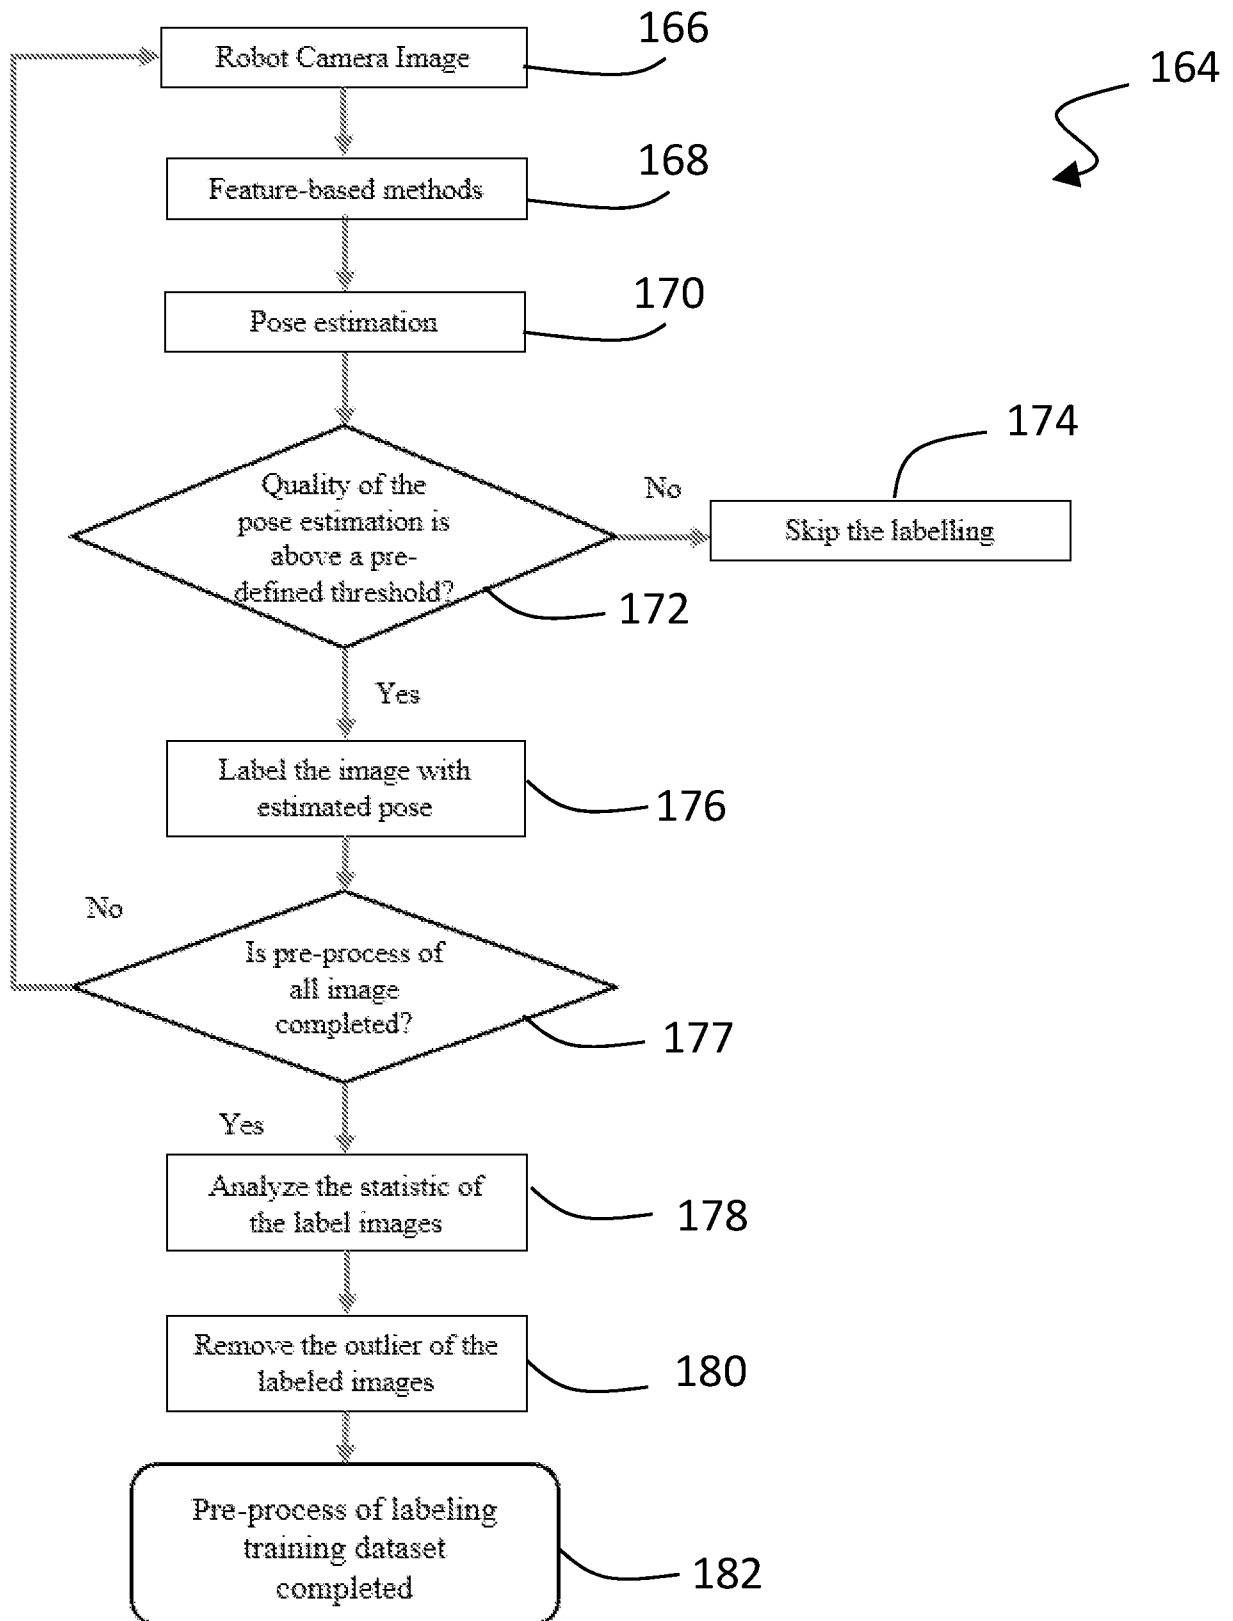 166
Robot Camera Image
164
168
Feature-based methods
170
Pose estimation
174
Quality of the
pose estimation is
above a pre-
defined threshold?
No
Skip the labelling
172
Yes
Label the image with
estimated pose
176
No
Is pre-process of
all image
completed?
177
Yes
Analyze the statistic of
the label images
178
Remove the outlier of the
labeled images
180
Pre-process of labeling
training dataset
completed
182